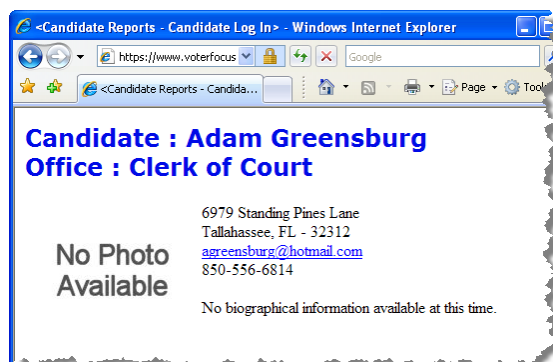 <Candidate Reports - Candidate Log In> - Windows Internet Explorer
https://www.voterfocus
Google
<Candidate Reports - Candida...
Page
Tool
Candidate : Adam Greensburg
Office : Clerk of Court
No Photo
Available
6979 Standing Pines Lane
Tallahassee, FL - 32312
agreensburg@hotmail.com
850-556-6814
No biographical information available at this time.